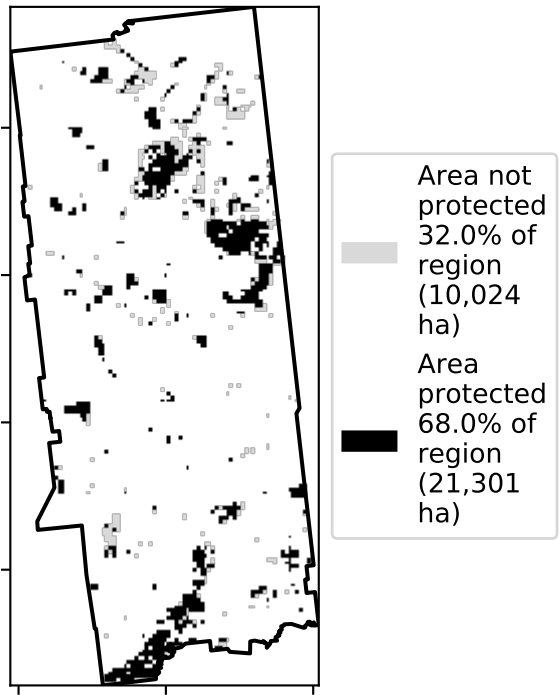 Area not
protected
32.0% of
region
(10,024
ha)
Area
protected
68.0% of
region
(21,301
ha)